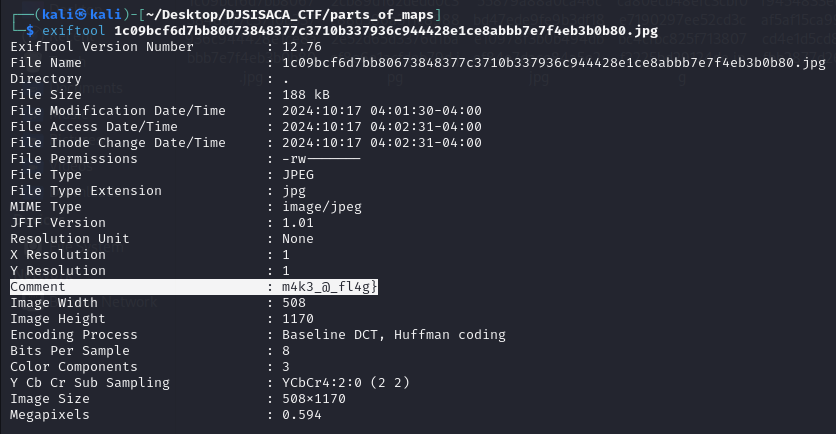 ┌──(kali㉿kali)-[~/Desktop/DJSISACA_CTF/parts_of_maps]
└─$ exiftool 1c09bcf6d7bb80673848377c3710b337936c944428e1ce8abbb7e7f4eb3b0b80.jpg
ExifTool Version Number : 12.76
File Name : 1c09bcf6d7bb80673848377c3710b337936c944428e1ce8abbb7e7f4eb3b0b80.jpg
Directory : .
File Size : 188 kB
File Modification Date/Time : 2024:10:17 04:01:30-04:00
File Access Date/Time : 2024:10:17 04:02:31-04:00
File Inode Change Date/Time : 2024:10:17 04:02:31-04:00
File Permissions : -rw-------
File Type : JPEG
File Type Extension : jpg
MIME Type : image/jpeg
JFIF Version : 1.01
Resolution Unit : None
X Resolution : 1
Y Resolution : 1
Comment : m4k3_@_fl4g}
Image Width : 508
Image Height : 1170
Encoding Process : Baseline DCT, Huffman coding
Bits Per Sample : 8
Color Components : 3
Y Cb Cr Sub Sampling : YCbCr4:2:0 (2 2)
Image Size : 508×1170
Megapixels : 0.594